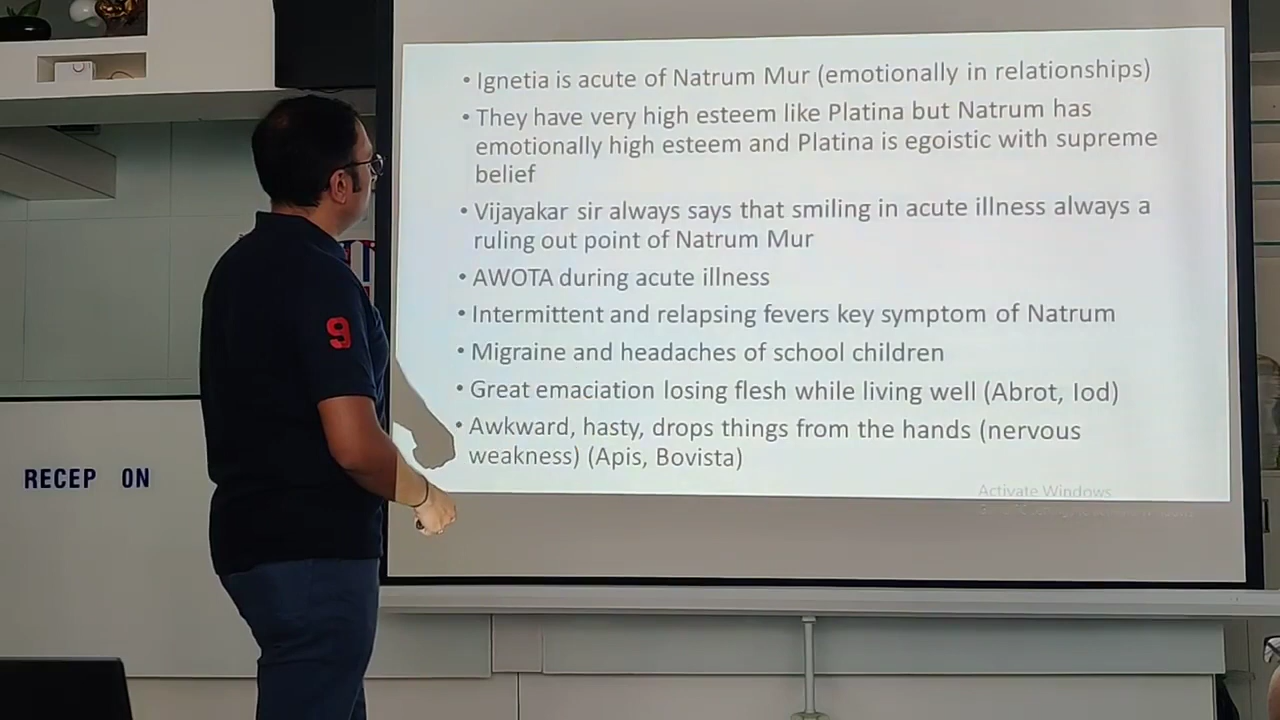 • Ignetia is acute of Natrum Mur (emotionally in relationships)
• They have very high esteem like Platina but Natrum has
emotionally high esteem and Platina is egoistic with supreme
belief
• Vijayakar sir always says that smiling in acute illness always a
ruling out point of Natrum Mur
• AWOTA during acute illness
• Intermittent and relapsing fevers key symptom of Natrum
• Migraine and headaches of school children
• Great emaciation losing flesh while living well (Abrot, Iod)
• Awkward, hasty, drops things from the hands (nervous
weakness) (Apis, Bovista)
Activate Windows
9
RECEP ON